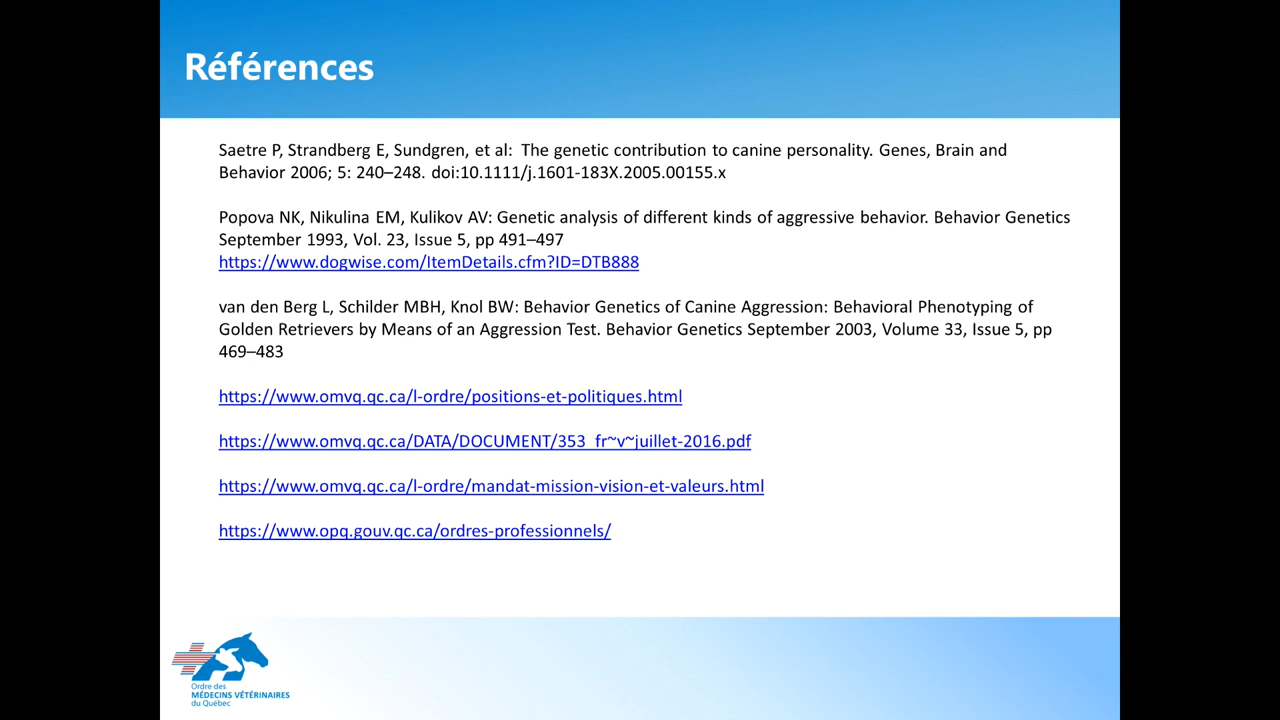 Références
Saetre P, Strandberg E, Sundgren, et al:  The genetic contribution to canine personality. Genes, Brain and
Behavior 2006; 5: 240–248. doi:10.1111/j.1601-183X.2005.00155.x
Popova NK, Nikulina EM, Kulikov AV: Genetic analysis of different kinds of aggressive behavior. Behavior Genetics
September 1993, Vol. 23, Issue 5, pp 491–497
https://www.dogwise.com/ItemDetails.cfm?ID=DTB888
van den Berg L, Schilder MBH, Knol BW: Behavior Genetics of Canine Aggression: Behavioral Phenotyping of
Golden Retrievers by Means of an Aggression Test. Behavior Genetics September 2003, Volume 33, Issue 5, pp
469–483
https://www.omvq.qc.ca/l-ordre/positions-et-politiques.html
https://www.omvq.qc.ca/DATA/DOCUMENT/353_fr~v~juillet-2016.pdf
https://www.omvq.qc.ca/l-ordre/mandat-mission-vision-et-valeurs.html
https://www.opq.gouv.qc.ca/ordres-professionnels/
Ordre des
MÉDECINS VÉTÉRINAIRES
du Québec